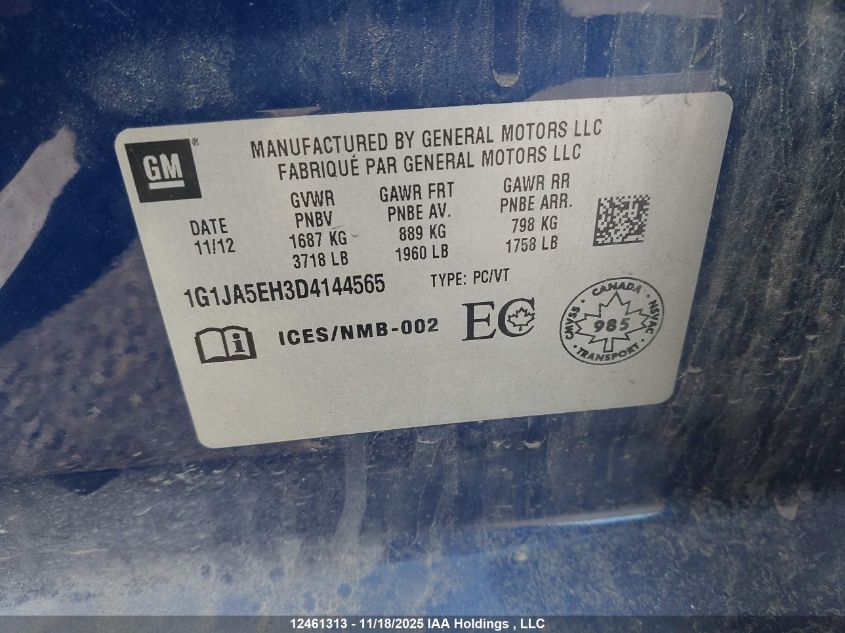 GM®
MANUFACTURED BY GENERAL MOTORS LLC
FABRIQUÉ PAR GENERAL MOTORS LLC
DATE
11/12
GVWR
PNBV
1687 KG
3718 LB
GAWR FRT
PNBE AV.
889 KG
1960 LB
GAWR RR
PNBE ARR.
798 KG
1758 LB
1G1JA5EH3D4144565
TYPE: PC/VT
ICES/NMB-002
EC
CANADA
CMVSS
985
NSVAC
TRANSPORT
12461313 - 11/18/2025 IAA Holdings , LLC